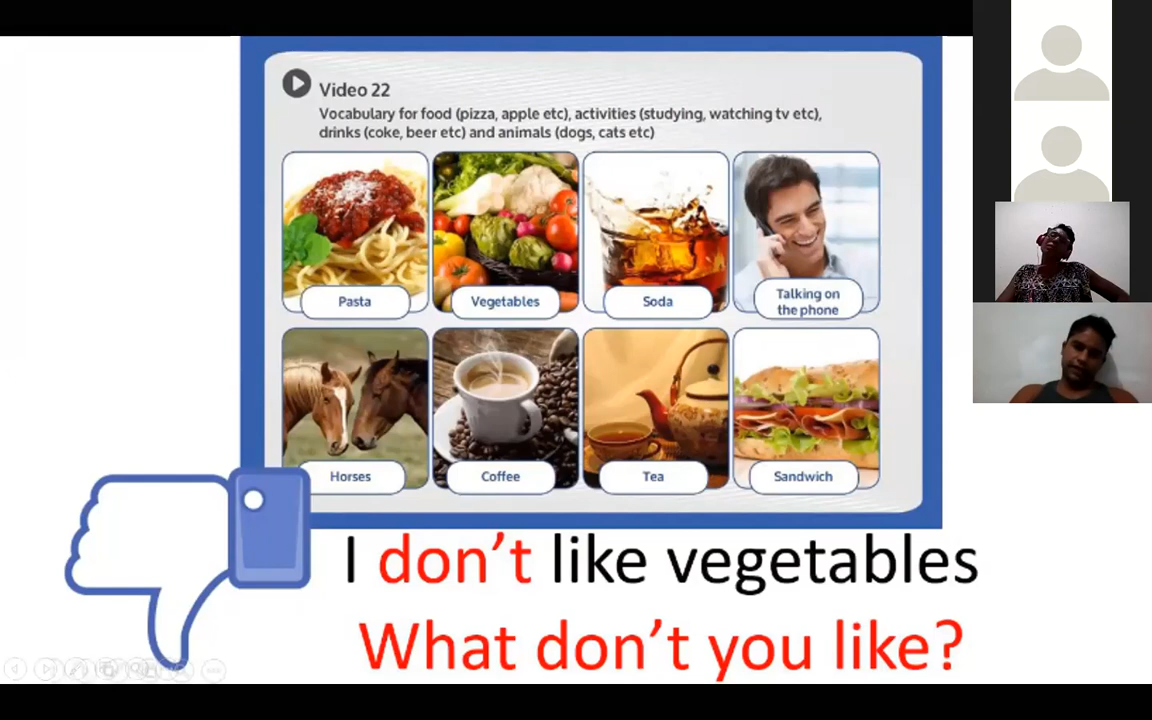 Video 22
Vocabulary for food (pizza, apple etc), activities (studying, watching tv etc),
drinks (coke, beer etc) and animals (dogs, cats etc)
Pasta
Vegetables
Soda
Talking on
the phone
Horses
Coffee
Tea
Sandwich
I don't like vegetables
What don't you like?